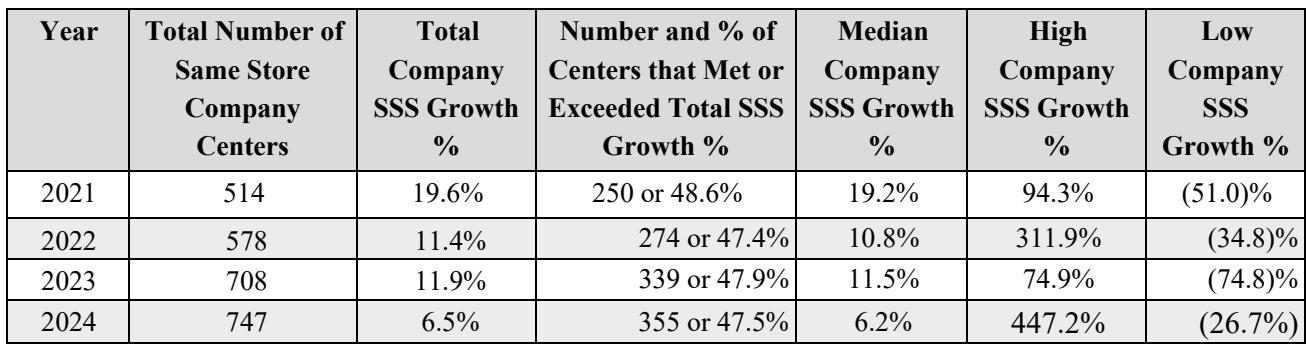 Year Total Number of Same Store Company Centers Total Company SSS Growth % Number and % of Centers that Met or Exceeded Total SSS Growth % Median Company SSS Growth % High Company SSS Growth % Low Company SSS Growth %
2021 514 19.6% 250 or 48.6% 19.2% 94.3% (51.0)%
2022 578 11.4% 274 or 47.4% 10.8% 311.9% (34.8)%
2023 708 11.9% 339 or 47.9% 11.5% 74.9% (74.8)%
2024 747 6.5% 355 or 47.5% 6.2% 447.2% (26.7%)